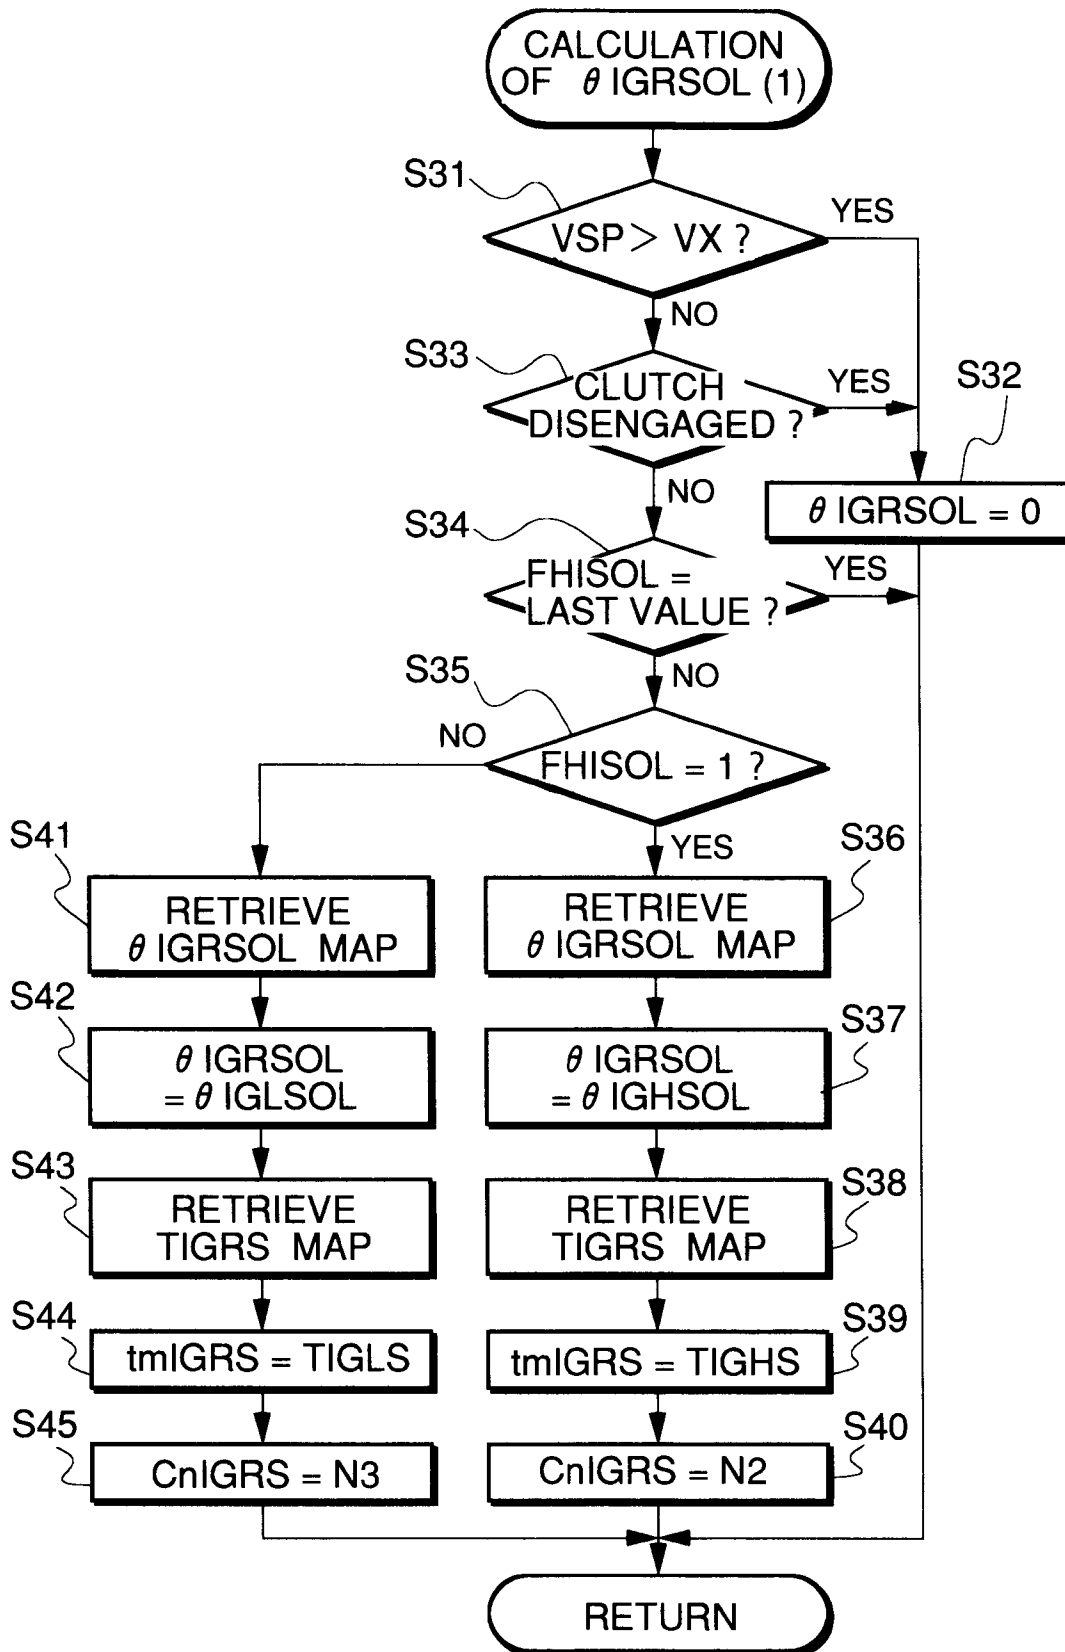 CALCULATION
OF θ IGRSOL (1)
S31
VSP > VX ?
YES
NO
S33
CLUTCH
DISENGAGED ?
YES
S32
θ IGRSOL = 0
NO
S34
FHISOL =
LAST VALUE ?
YES
NO
S35
FHISOL = 1 ?
NO
YES
S41
RETRIEVE
θ IGRSOL MAP
S36
RETRIEVE
θ IGRSOL MAP
S42
θ IGRSOL
= θ IGLSOL
S37
θ IGRSOL
= θ IGHSOL
S43
RETRIEVE
TIGRS MAP
S38
RETRIEVE
TIGRS MAP
S44
tmIGRS = TIGLS
S39
tmIGRS = TIGHS
S45
CnIGRS = N3
S40
CnIGRS = N2
RETURN